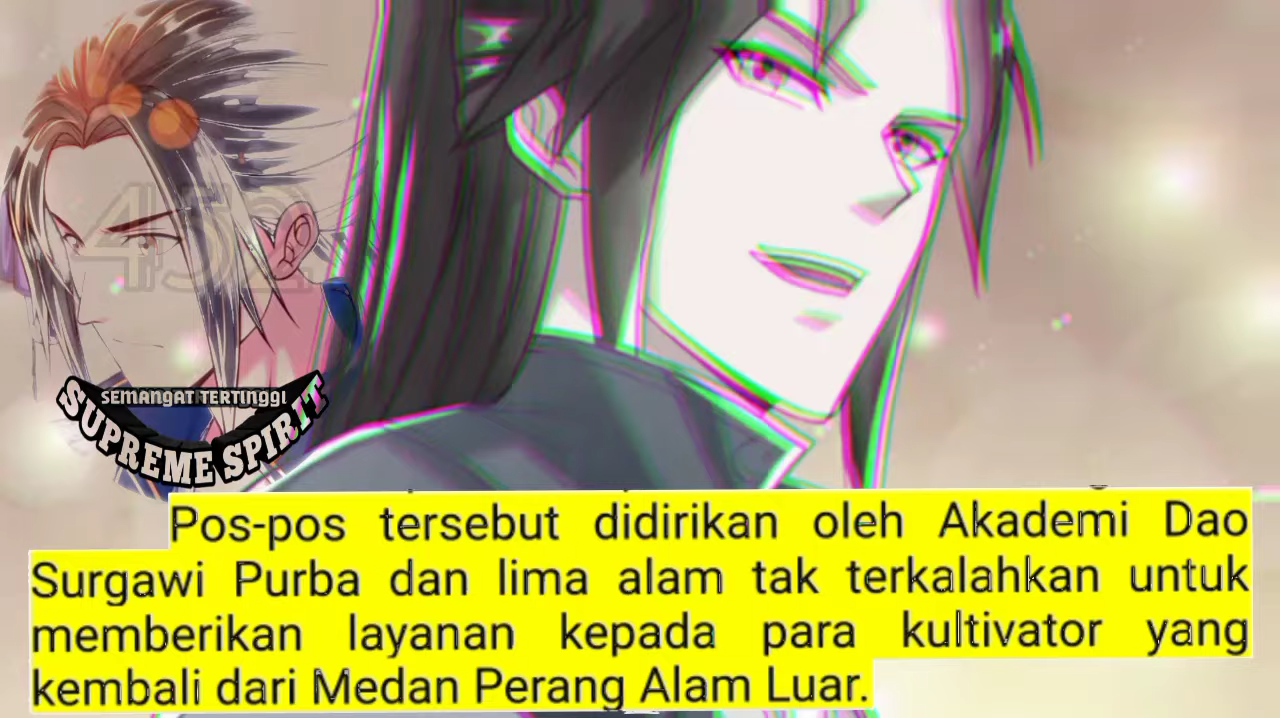 452
SEMANGAT TERTINGGI
SUPREME SPIRIT
Pos-pos tersebut didirikan oleh Akademi Dao
Surgawi Purba dan lima alam tak terkalahkan untuk
memberikan layanan kepada para kultivator yang
kembali dari Medan Perang Alam Luar.